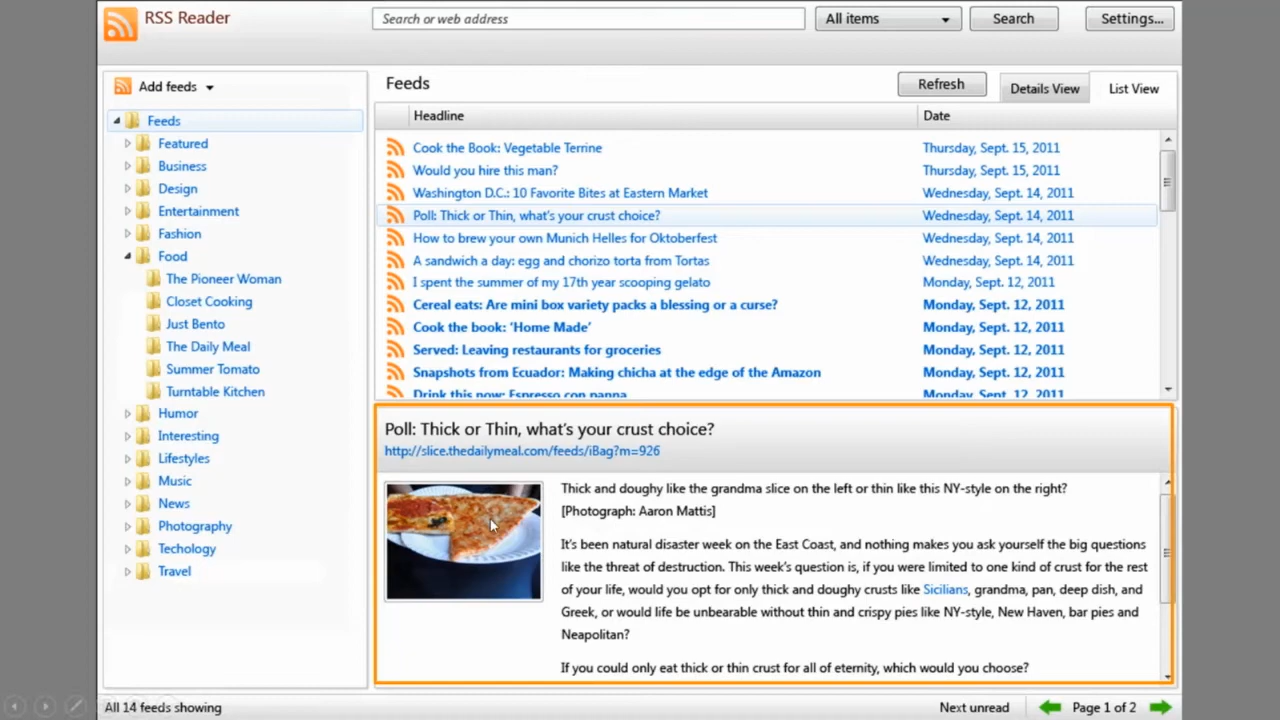 RSS Reader
Search or web address
All items
Search
Settings...
Add feeds
Feeds
Featured
Business
Design
Entertainment
Fashion
Food
The Pioneer Woman
Closet Cooking
Just Bento
The Daily Meal
Summer Tomato
Turntable Kitchen
Humor
Interesting
Lifestyles
Music
News
Photography
Techology
Travel
Feeds
Refresh
Details View
List View
Headline Date
Cook the Book: Vegetable Terrine Thursday, Sept. 15, 2011
Would you hire this man? Thursday, Sept. 15, 2011
Washington D.C.: 10 Favorite Bites at Eastern Market Wednesday, Sept. 14, 2011
Poll: Thick or Thin, what's your crust choice? Wednesday, Sept. 14, 2011
How to brew your own Munich Helles for Oktoberfest Wednesday, Sept. 14, 2011
A sandwich a day: egg and chorizo torta from Tortas Wednesday, Sept. 14, 2011
I spent the summer of my 17th year scooping gelato Monday, Sept. 12, 2011
Cereal eats: Are mini box variety packs a blessing or a curse? Monday, Sept. 12, 2011
Cook the book: ‘Home Made’ Monday, Sept. 12, 2011
Served: Leaving restaurants for groceries Monday, Sept. 12, 2011
Snapshots from Ecuador: Making chicha at the edge of the Amazon Monday, Sept. 12, 2011
Drink this now: Espresso con panna Monday, Sept. 12, 2011
Poll: Thick or Thin, what’s your crust choice?
http://slice.thedailymeal.com/feeds/iBag?m=926
Thick and doughy like the grandma slice on the left or thin like this NY-style on the right?
[Photograph: Aaron Mattis]
It’s been natural disaster week on the East Coast, and nothing makes you ask yourself the big questions
like the threat of destruction. This week’s question is, if you were limited to one kind of crust for the rest
of your life, would you opt for only thick and doughy crusts like Sicilians, grandma, pan, deep dish, and
Greek, or would life be unbearable without thin and crispy pies like NY-style, New Haven, bar pies and
Neapolitan?
If you could only eat thick or thin crust for all of eternity, which would you choose?
All 14 feeds showing
Next unread
Page 1 of 2